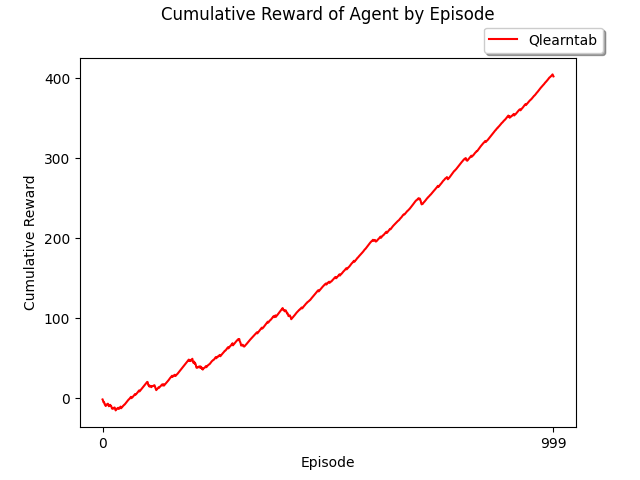 Cumulative Reward of Agent by Episode
Qlearntab
400
300
200
100
0
Cumulative Reward
0
999
Episode